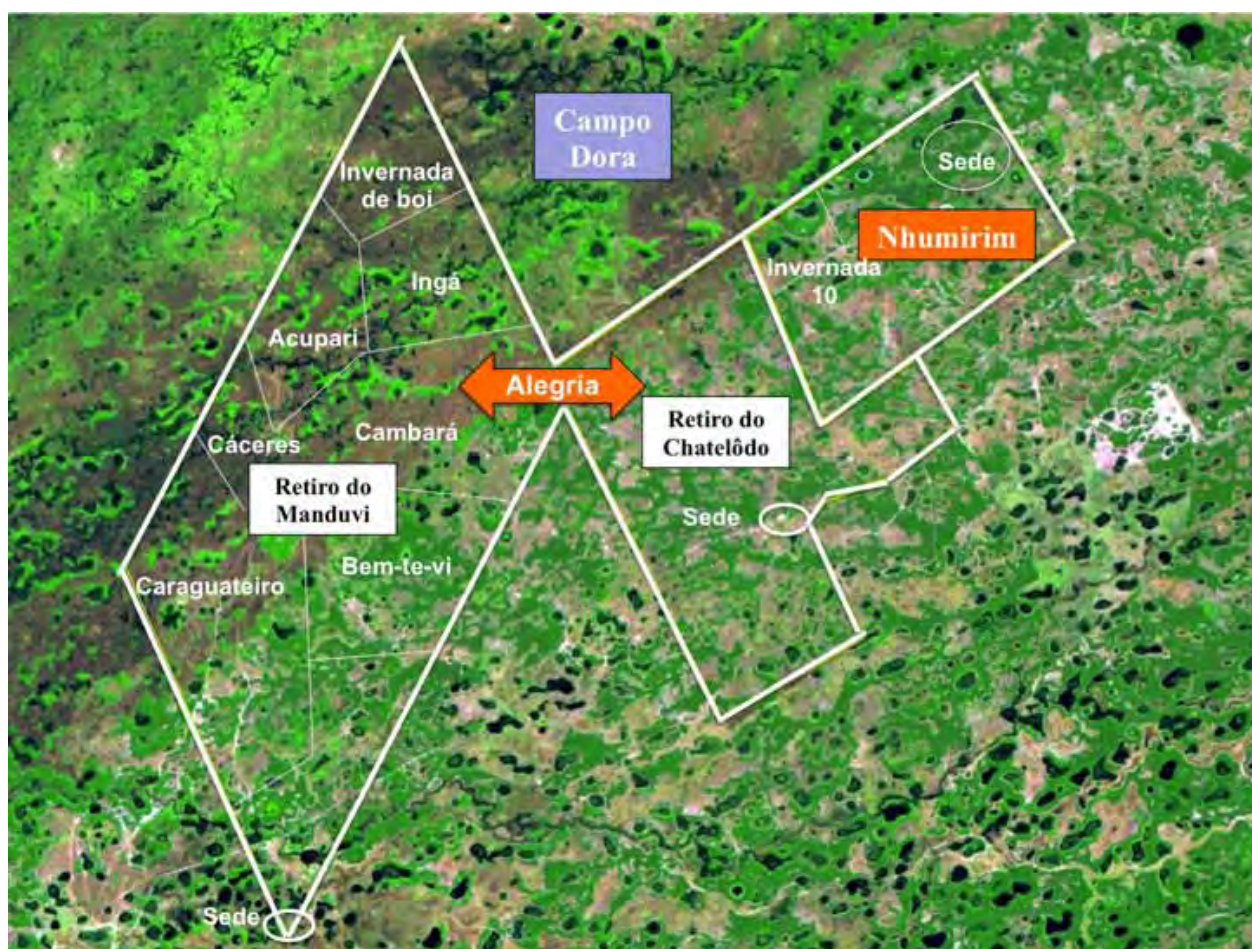 Campo
Dora
Sede
Invernada
de boi
Nhumirim
Invernada
10
Ingá
Acupari
Alegria
Cambará
Retiro do
Chatelôdo
Cáceres
Retiro do
Manduvi
Sede
Bem-te-vi
Caraguateiro
Sede